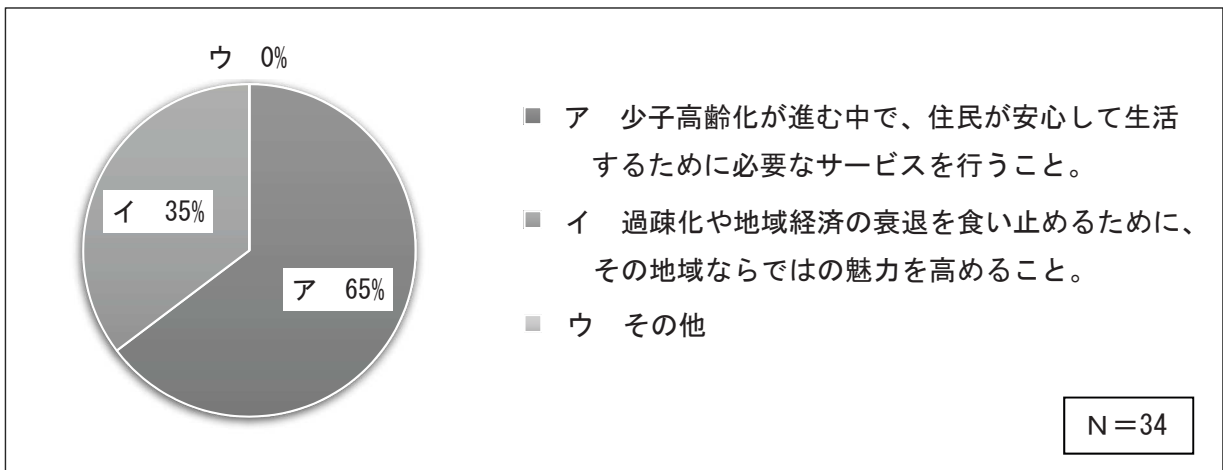 ウ　0%
イ　35%
ア　65%
■ ア　少子高齢化が進む中で、住民が安心して生活
するために必要なサービスを行うこと。
■ イ　過疎化や地域経済の衰退を食い止めるために、
その地域ならではの魅力を高めること。
■ ウ　その他
N＝34